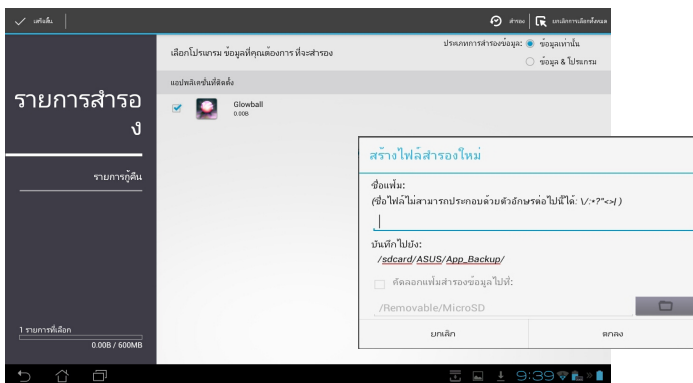 เสร็จสิ้น
สำรอง
ยกเลิกการเลือกทั้งหมด
เลือกโปรแกรม ข้อมูลที่คุณต้องการ ที่จะสำรอง
ประเภทการสำรองข้อมูล:
ข้อมูลเท่านั้น
ข้อมูล & โปรแกรม
แอปพลิเคชั่นที่ติดตั้ง
Glowball
0.00B
รายการสำรอ
ง
รายการกู้คืน
1 รายการที่เลือก
0.00B / 600MB
สร้างไฟล์สำรองใหม่
ชื่อแฟ้ม:
(ชื่อไฟล์ไม่สามารถประกอบด้วยตัวอักษรต่อไปนี้ได้: \/:*?"<>| )
บันทึกไปยัง:
/sdcard/ASUS/App_Backup/
คัดลอกแฟ้มสำรองข้อมูลไปที่:
/Removable/MicroSD
ยกเลิก
ตกลง
9:39